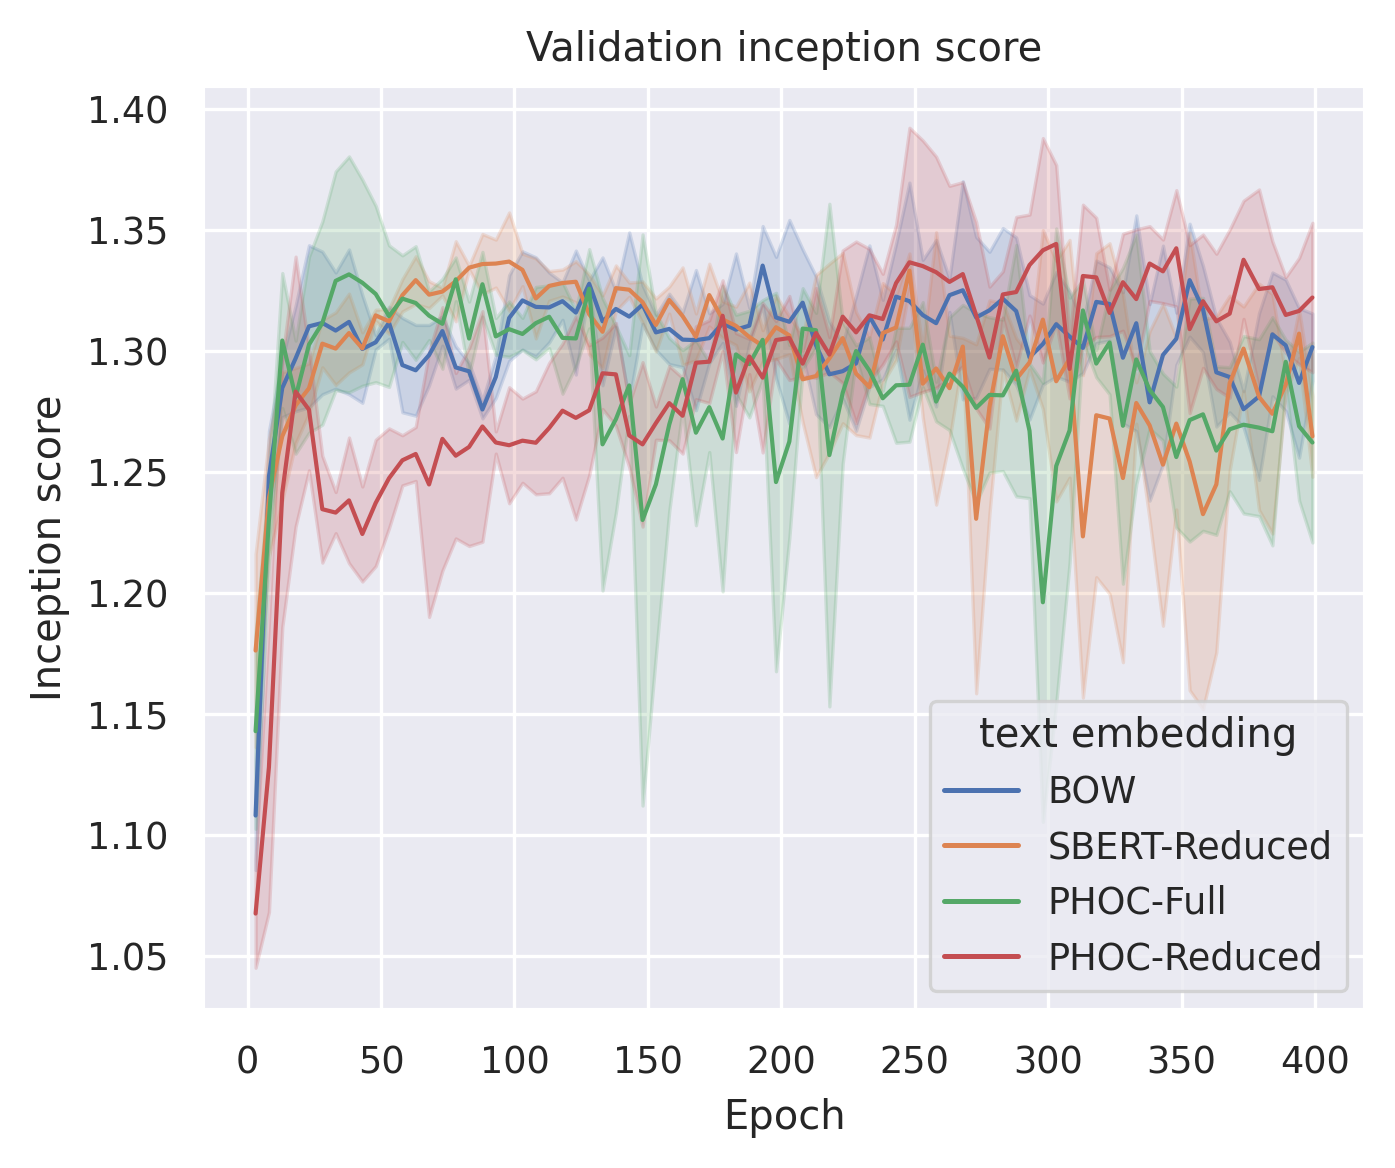 Validation inception score
Inception score
1.40
1.35
1.30
1.25
1.20
1.15
1.10
1.05
text embedding
BOW
SBERT-Reduced
PHOC-Full
PHOC-Reduced
0 50 100 150 200 250 300 350 400
Epoch